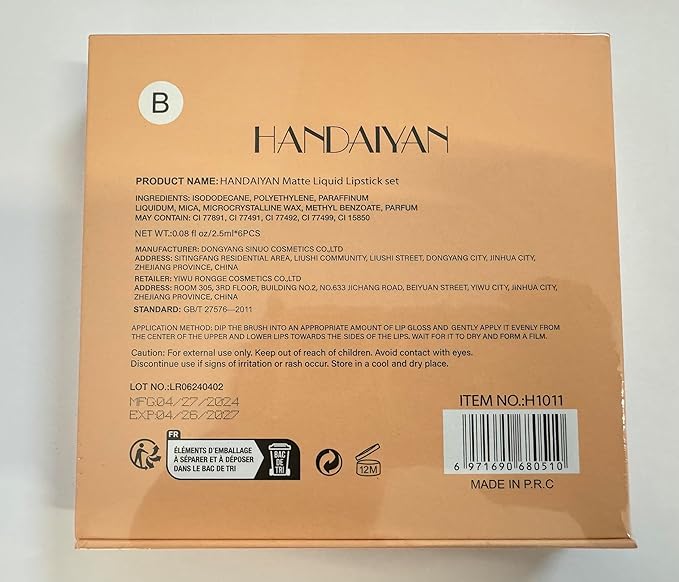 B
HANDAIYAN
PRODUCT NAME: HANDAIYAN Matte Liquid Lipstick set
INGREDIENTS: ISODODECANE, POLYETHYLENE, PARAFFINUM
LIQUIDUM, MICA, MICROCRYSTALLINE WAX, METHYL BENZOATE, PARFUM
MAY CONTAIN: CI 77891, CI 77491, CI 77492, CI 77499, CI 15850
NET WT.:0.08 fl oz/2.5ml*6PCS
MANUFACTURER: DONGYANG SINUO COSMETICS CO.,LTD
ADDRESS: SITINGFANG RESIDENTIAL AREA, LIUSHI COMMUNITY, LIUSHI STREET, DONGYANG CITY, JINHUA CITY,
ZHEJIANG PROVINCE, CHINA
RETAILER: YIWU RONGGE COSMETICS CO.,LTD
ADDRESS: ROOM 305, 3RD FLOOR, BUILDING NO.2, NO.633 JICHANG ROAD, BEIYUAN STREET, YIWU CITY, JINHUA CITY,
ZHEJIANG PROVINCE, CHINA
STANDARD: GB/T 27576—2011
APPLICATION METHOD: DIP THE BRUSH INTO AN APPROPRIATE AMOUNT OF LIP GLOSS AND GENTLY APPLY IT EVENLY FROM
THE CENTER OF THE UPPER AND LOWER LIPS TOWARDS THE SIDES OF THE LIPS. WAIT FOR IT TO DRY AND FORM A FILM.
Caution: For external use only. Keep out of reach of children. Avoid contact with eyes.
Discontinue use if signs of irritation or rash occur. Store in a cool and dry place.
LOT NO.:LR06240402
MFG:04/27/2024
EXP:04/26/2027
ITEM NO.:H1011
FR
ÉLÉMENTS D'EMBALLAGE
À SÉPARER ET À DÉPOSER
DANS LE BAC DE TRI
BAC
DE
TRI
12M
6 971690 680510
MADE IN P.R.C